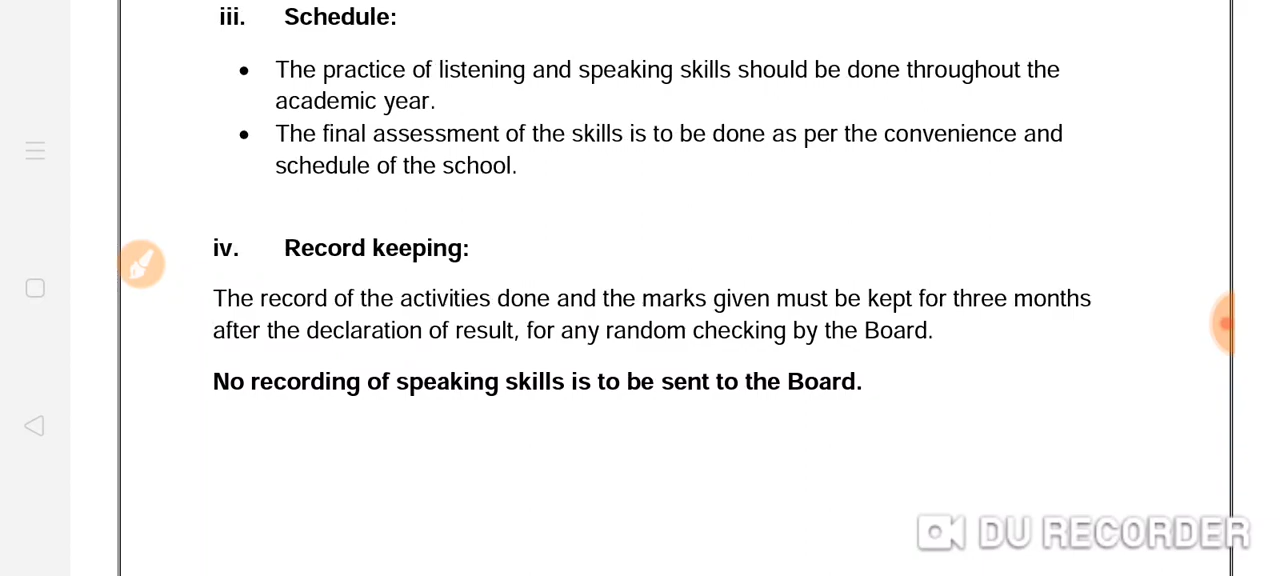 iii. Schedule:
• The practice of listening and speaking skills should be done throughout the
academic year.
• The final assessment of the skills is to be done as per the convenience and
schedule of the school.
iv. Record keeping:
The record of the activities done and the marks given must be kept for three months
after the declaration of result, for any random checking by the Board.
No recording of speaking skills is to be sent to the Board.
DU RECORDER